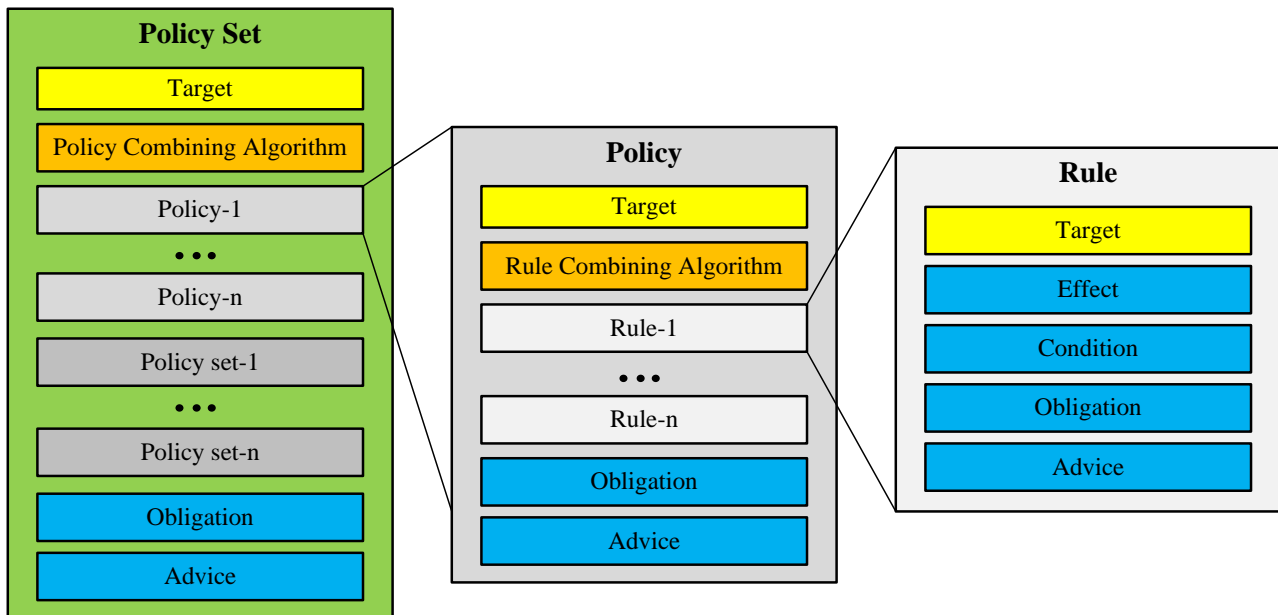 Policy Set
Target
Policy Combining Algorithm
Policy-1
•••
Policy-n
Policy set-1
•••
Policy set-n
Obligation
Advice
Policy
Target
Rule Combining Algorithm
Rule-1
•••
Rule-n
Obligation
Advice
Rule
Target
Effect
Condition
Obligation
Advice